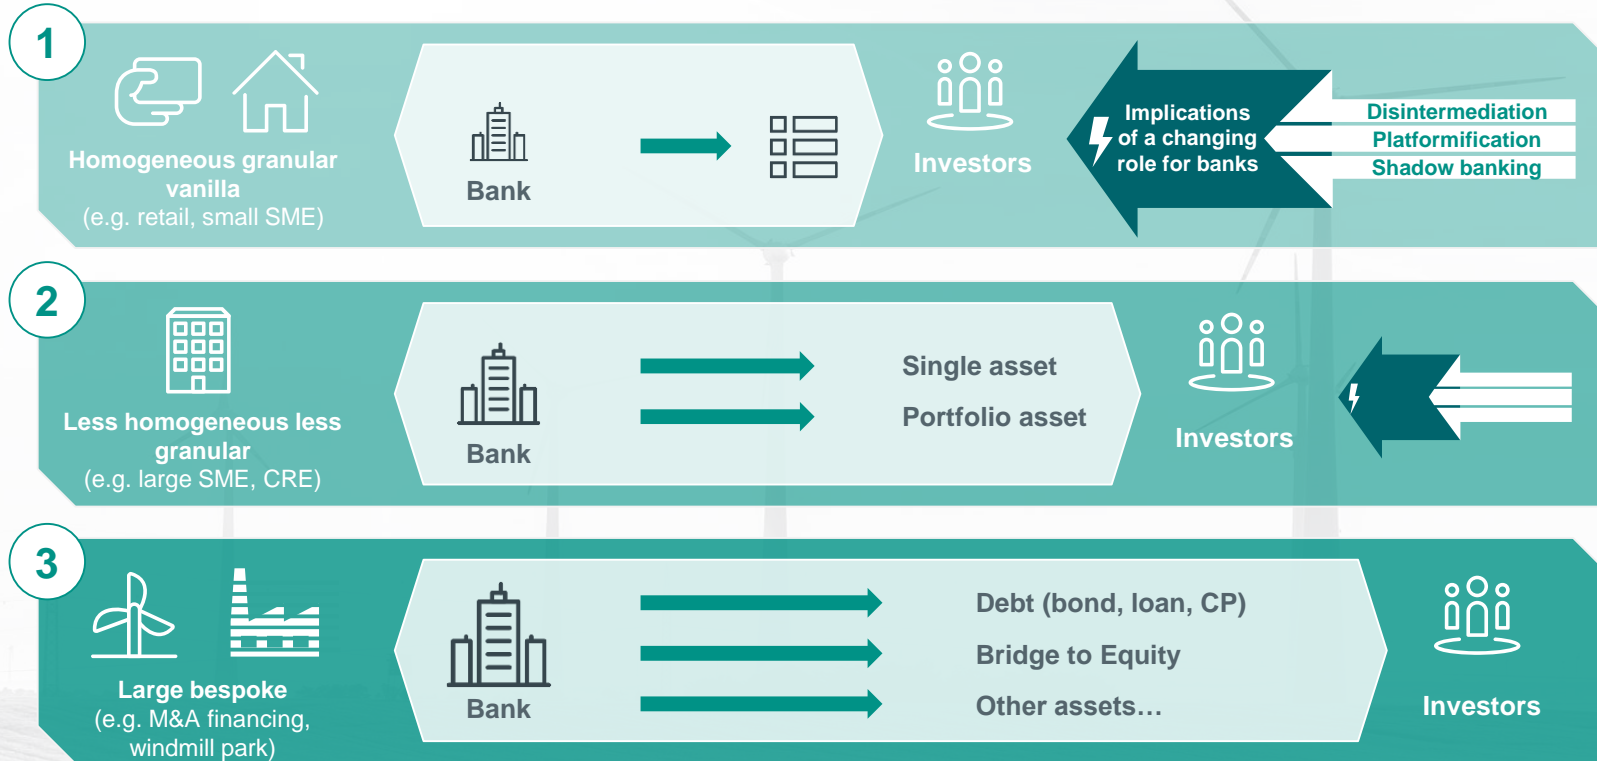 1
Homogeneous granular
vanilla
(e.g. retail, small SME)
Bank
Investors
Implications
of a changing
role for banks
Disintermediation
Platformification
Shadow banking
2
Less homogeneous less
granular
(e.g. large SME, CRE)
Bank
Single asset
Portfolio asset
Investors
3
Large bespoke
(e.g. M&A financing,
windmill park)
Bank
Debt (bond, loan, CP)
Bridge to Equity
Other assets…
Investors